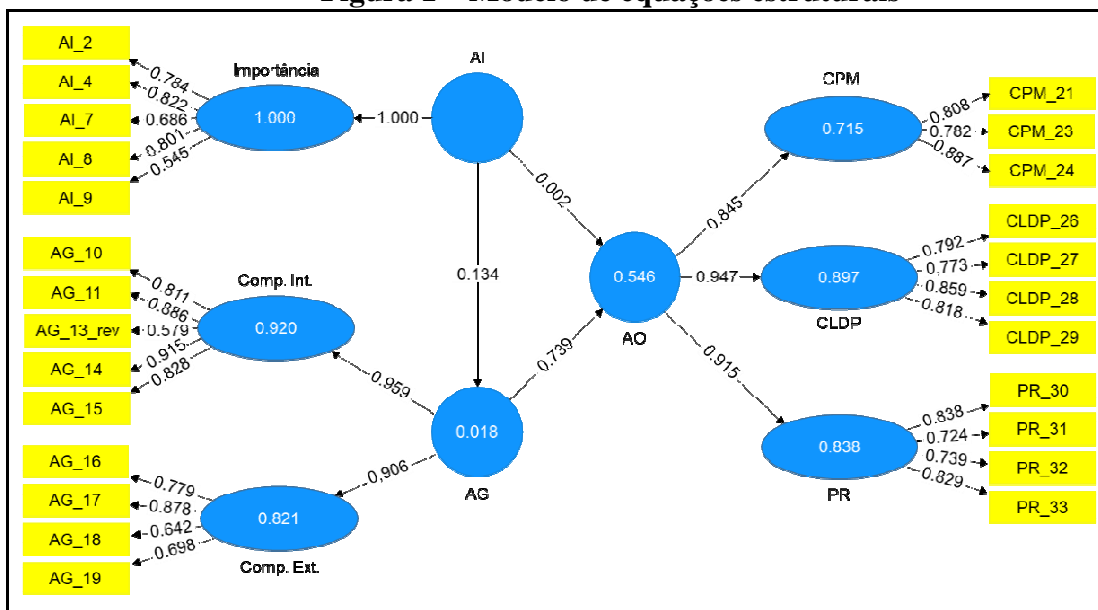 Figura 1 – Modelo de equações estruturais
AI_2
AI_4
AI_7
AI_8
AI_9
0.784
0.822
0.686
0.801
0.545
Importância
1.000
1.000
AI
0.134
0.002
AG_10
AG_11
AG_13_rev
AG_14
AG_15
0.811
0.886
0.579
0.915
0.828
Comp. Int.
0.920
0.959
AG_16
AG_17
AG_18
AG_19
0.779
0.878
0.642
0.698
0.821
Comp. Ext.
0,906
0.018
AG
0.739
0.546
AO
0.845
0.947
0.915
CPM
0.715
0.808
0.782
0.887
CPM_21
CPM_23
CPM_24
0.897
CLDP
0.792
0.773
0.859
0.818
CLDP_26
CLDP_27
CLDP_28
CLDP_29
0.838
PR
0.838
0.724
0.739
0.829
PR_30
PR_31
PR_32
PR_33